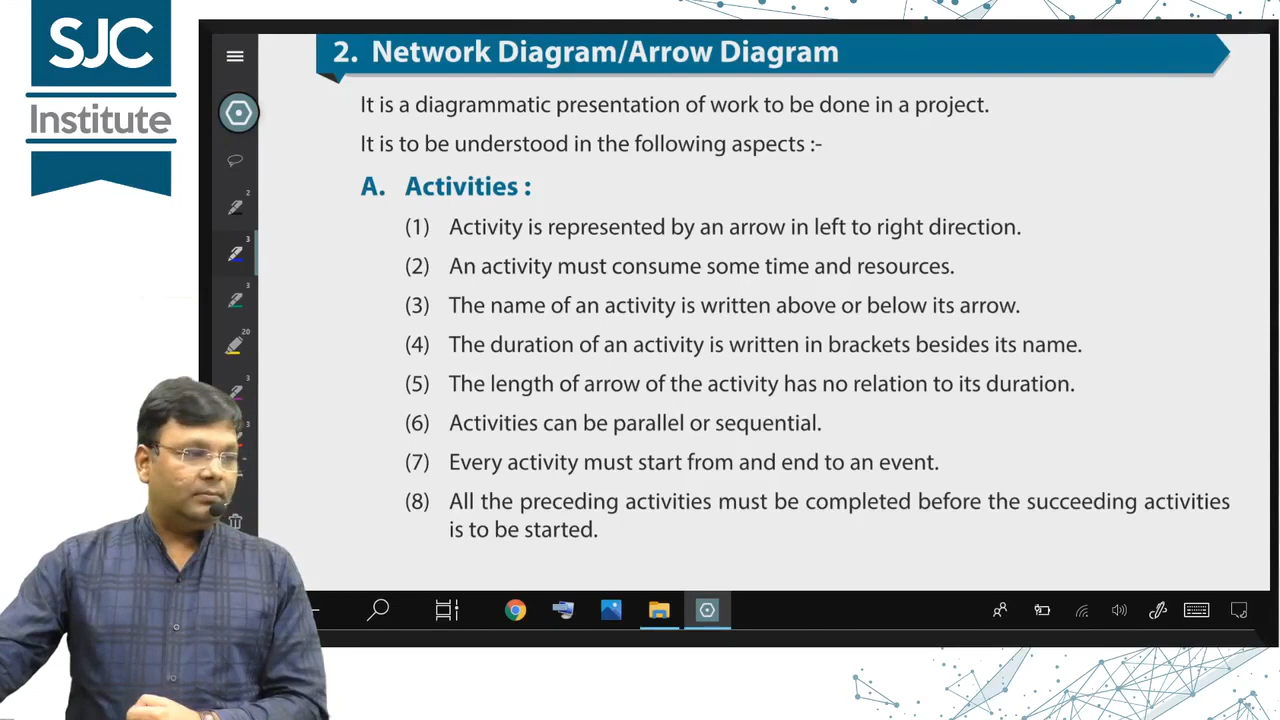 SJC
Institute
2. Network Diagram/Arrow Diagram
It is a diagrammatic presentation of work to be done in a project.
It is to be understood in the following aspects :-
A. Activities :
(1) Activity is represented by an arrow in left to right direction.
(2) An activity must consume some time and resources.
(3) The name of an activity is written above or below its arrow.
(4) The duration of an activity is written in brackets besides its name.
(5) The length of arrow of the activity has no relation to its duration.
(6) Activities can be parallel or sequential.
(7) Every activity must start from and end to an event.
(8) All the preceding activities must be completed before the succeeding activities
is to be started.
2
3
3
20
3
3